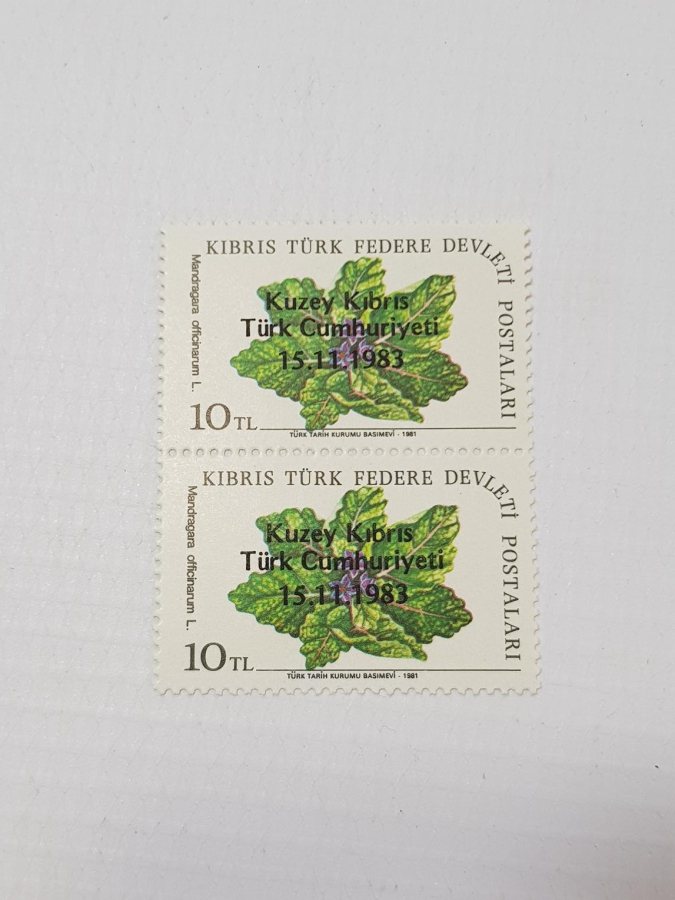 KIBRIS TÜRK FEDERE DEVLETİ POSTALARI
Mandragara officinarum L.
Kuzey Kıbrıs
Türk Cumhuriyeti
15.11.1983
10 TL
TÜRK TARİH KURUMU BASIMEVİ - 1981
KIBRIS TÜRK FEDERE DEVLETİ POSTALARI
Mandragara officinarum L.
Kuzey Kıbrıs
Türk Cumhuriyeti
15.11.1983
10 TL
TÜRK TARİH KURUMU BASIMEVİ - 1981